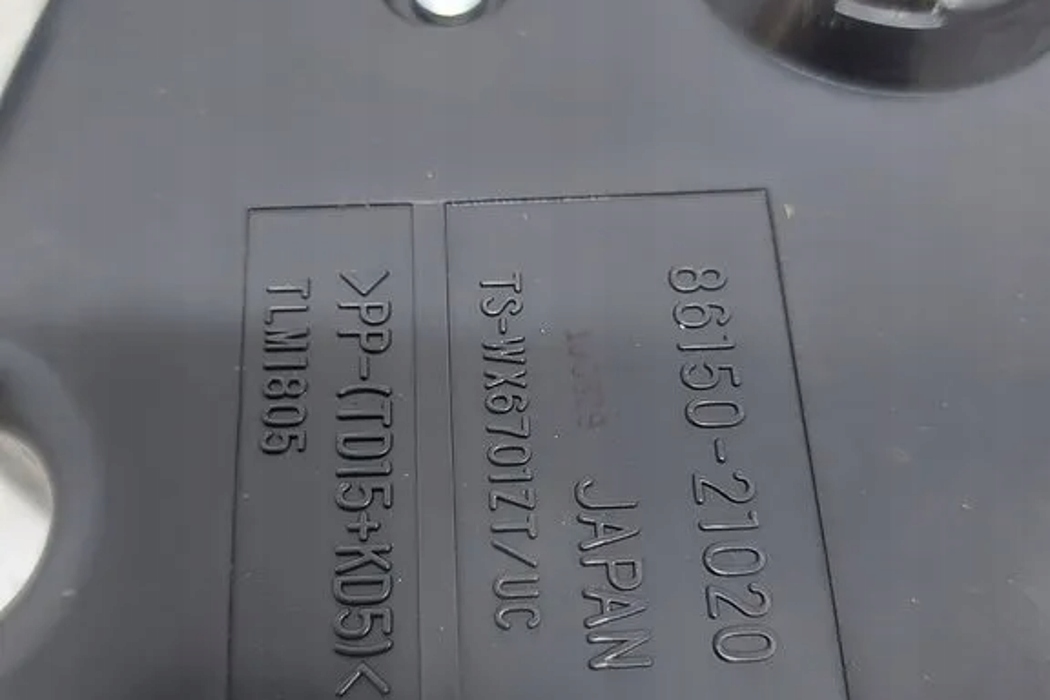 86150-21020
JAPAN
TS-WX6701ZT/UC
>PP-(TD15+KD5)<
TLM1805